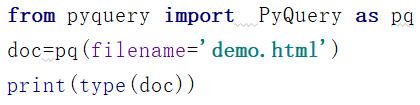 from pyquery import  PyQuery as pq
doc=pq(filename='demo.html')
print(type(doc))